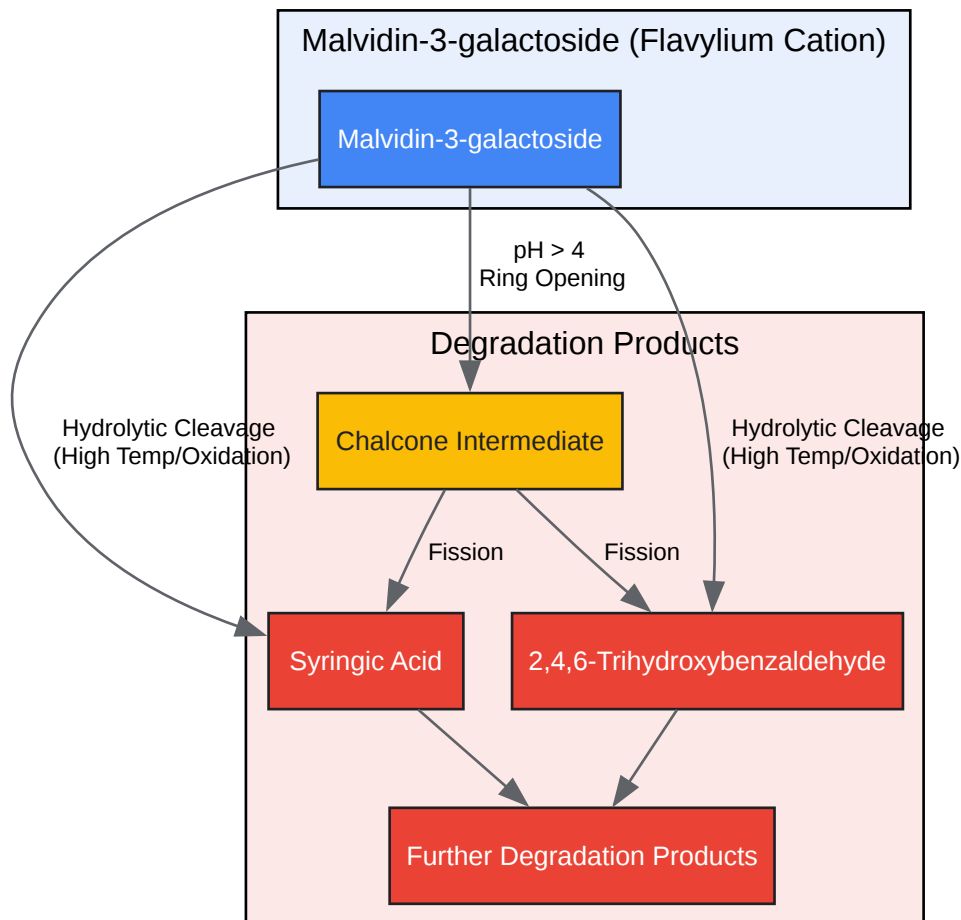 Malvidin-3-galactoside (Flavylium Cation)
Malvidin-3-galactoside
pH > 4
Ring Opening
Degradation Products
Hydrolytic Cleavage
(High Temp/Oxidation)
Chalcone Intermediate
Hydrolytic Cleavage
(High Temp/Oxidation)
Fission
Fission
Syringic Acid
2,4,6-Trihydroxybenzaldehyde
Further Degradation Products